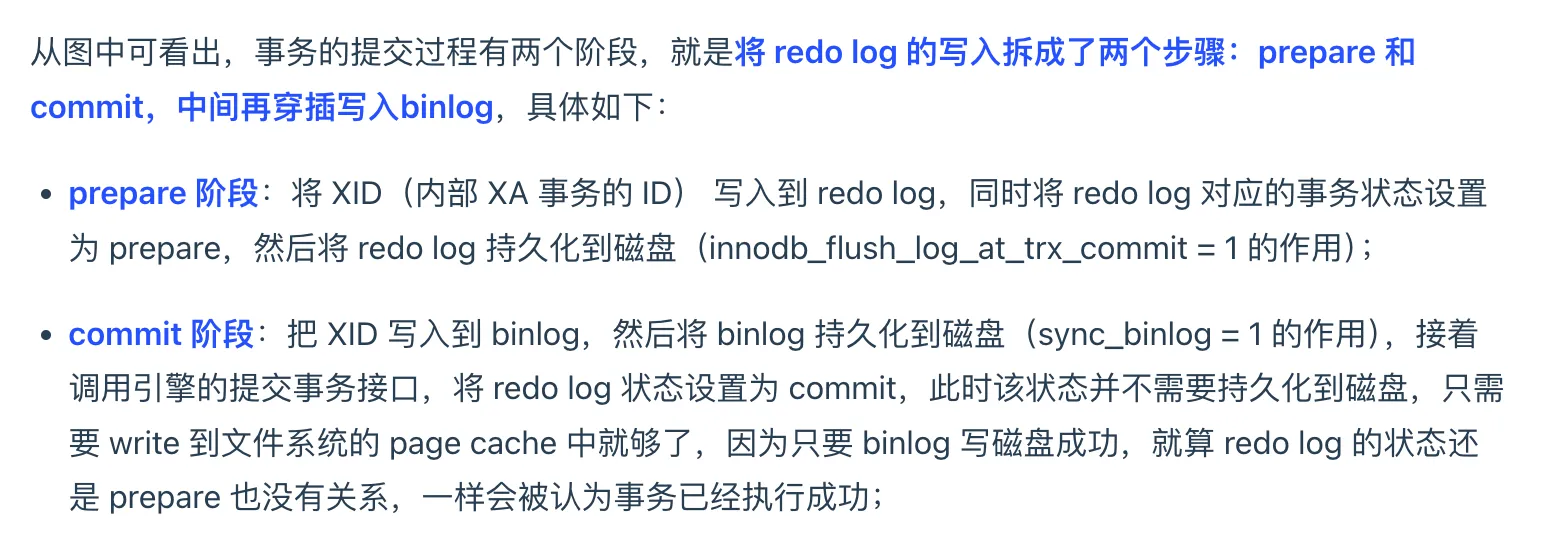 从图中可看出，事务的提交过程有两个阶段，就是将 redo log 的写入拆成了两个步骤：prepare 和
commit，中间再穿插写入binlog，具体如下：
• prepare 阶段：将 XID（内部 XA 事务的 ID） 写入到 redo log，同时将 redo log 对应的事务状态设置
为 prepare，然后将 redo log 持久化到磁盘（innodb_flush_log_at_trx_commit = 1 的作用）；
• commit 阶段：把 XID 写入到 binlog，然后将 binlog 持久化到磁盘（sync_binlog = 1 的作用），接着
调用引擎的提交事务接口，将 redo log 状态设置为 commit，此时该状态并不需要持久化到磁盘，只需
要 write 到文件系统的 page cache 中就够了，因为只要 binlog 写磁盘成功，就算 redo log 的状态还
是 prepare 也没有关系，一样会被认为事务已经执行成功；